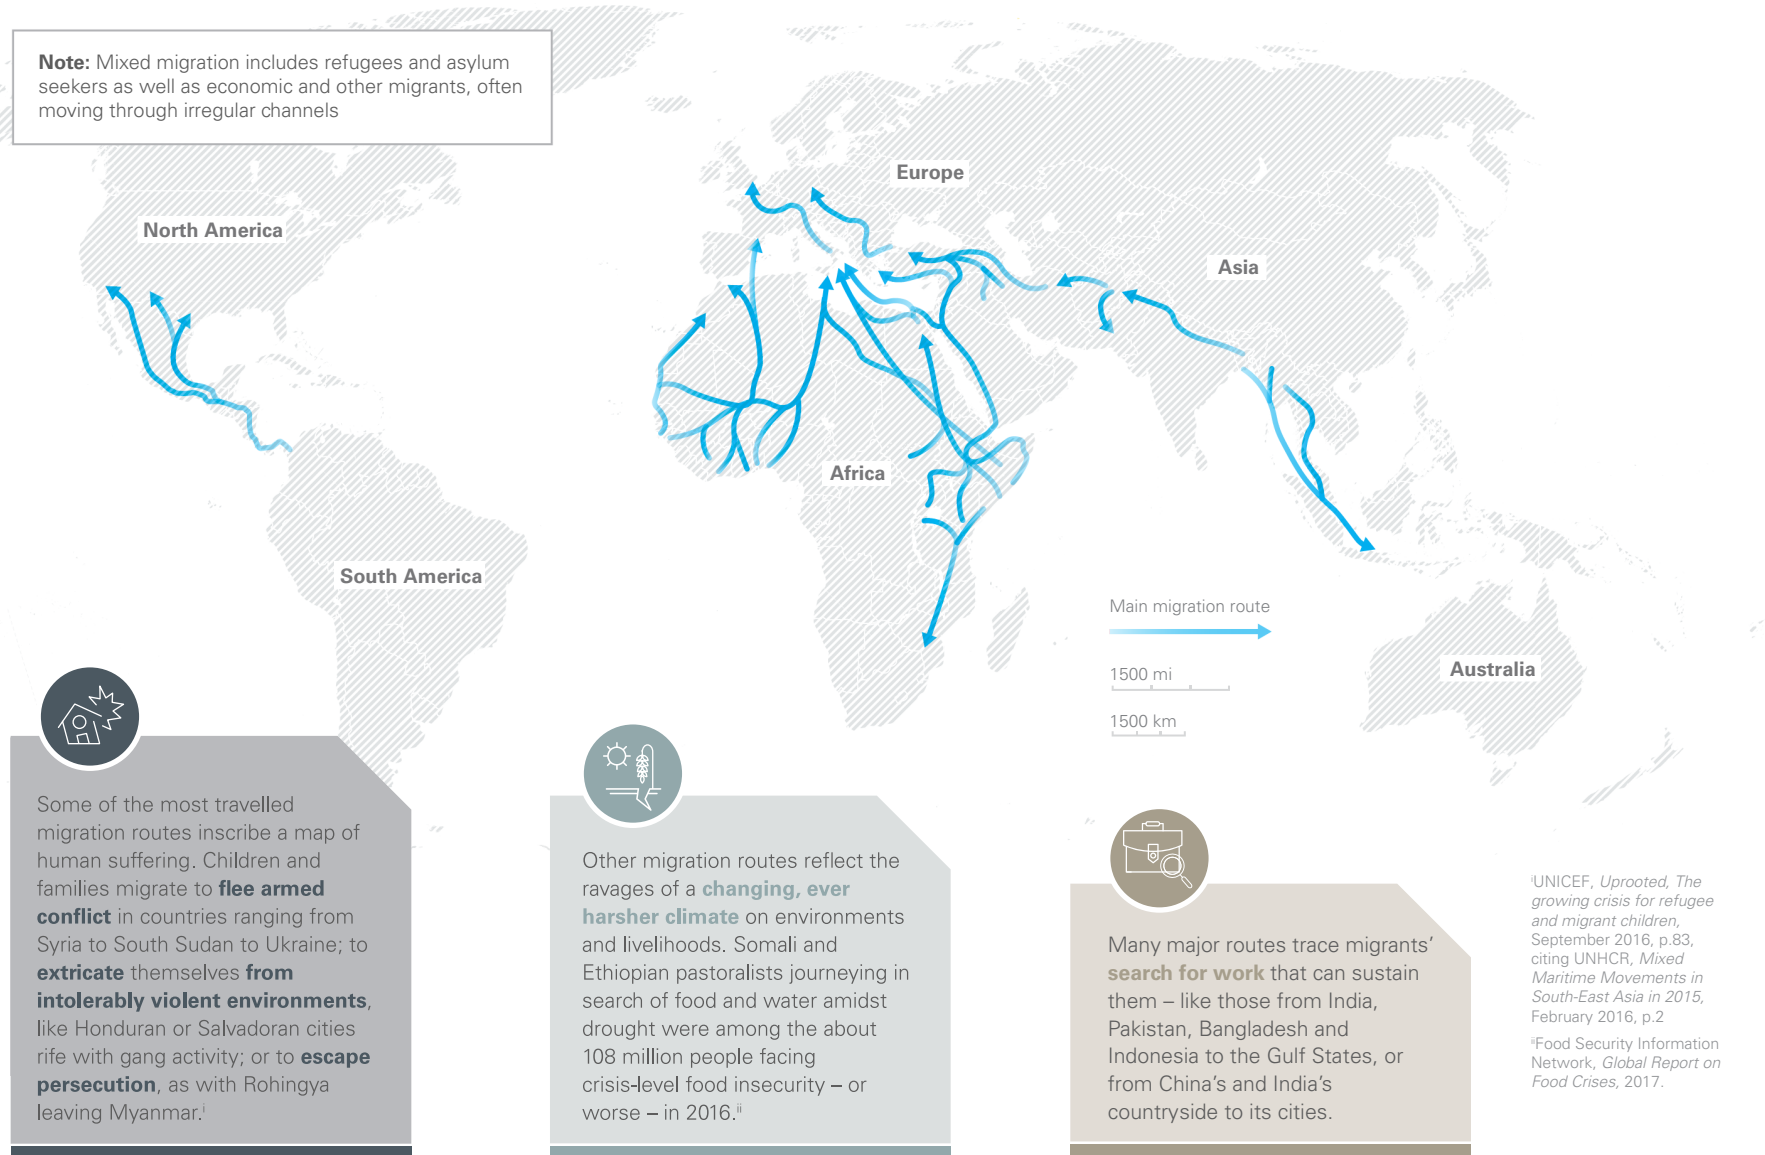 Note: Mixed migration includes refugees and asylum
seekers as well as economic and other migrants, often
moving through irregular channels
North America
Europe
Asia
Africa
South America
Australia
Main migration route
1500 mi
1500 km
Some of the most travelled
migration routes inscribe a map of
human suffering. Children and
families migrate to flee armed
conflict in countries ranging from
Syria to South Sudan to Ukraine; to
extricate themselves from
intolerably violent environments,
like Honduran or Salvadoran cities
rife with gang activity; or to escape
persecution, as with Rohingya
leaving Myanmar.i
Other migration routes reflect the
ravages of a changing, ever
harsher climate on environments
and livelihoods. Somali and
Ethiopian pastoralists journeying in
search of food and water amidst
drought were among the about
108 million people facing
crisis-level food insecurity – or
worse – in 2016.ii
Many major routes trace migrants’
search for work that can sustain
them – like those from India,
Pakistan, Bangladesh and
Indonesia to the Gulf States, or
from China’s and India’s
countryside to its cities.
iUNICEF, Uprooted, The
growing crisis for refugee
and migrant children,
September 2016, p.83,
citing UNHCR, Mixed
Maritime Movements in
South-East Asia in 2015,
February 2016, p.2
iiFood Security Information
Network, Global Report on
Food Crises, 2017.